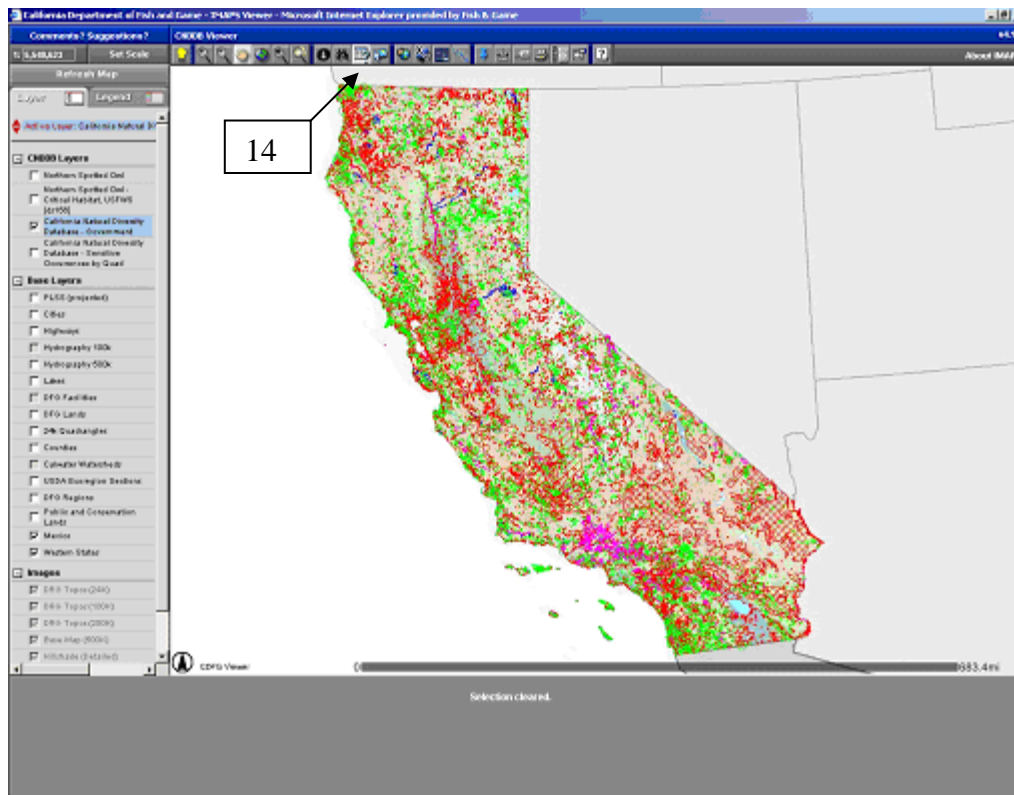 California Department of Fish and Game - IMAPS Viewer - Microsoft Internet Explorer provided by Fish & Game
Comments? Suggestions?
CNDDB Viewer
Set Scale
About IMAPS
Refresh Map
Layer
Legend
14
Active Layer: California Natural Di
CNDDB Layers
Northern Spotted Owl
Northern Spotted Owl -
Critical Habitat, USFWS
[ds158]
California Natural Diversity
Database - Government
California Natural Diversity
Database - Sensitive
Occurrences by Quad
Base Layers
PLSS (projected)
Cities
Highways
Hydrography 100k
Hydrography 500k
Lakes
DFG Facilities
DFG Lands
24k Quadrangles
Counties
Calwater Watersheds
USDA Ecoregion Sections
DFG Regions
Public and Conservation
Lands
Mexico
Western States
Images
DRG Topos (24K)
DRG Topos (100K)
DRG Topos (250K)
Base Map (500K)
Hillshade (Detailed)
CDFG Viewer
0
683.4mi
Selection cleared.